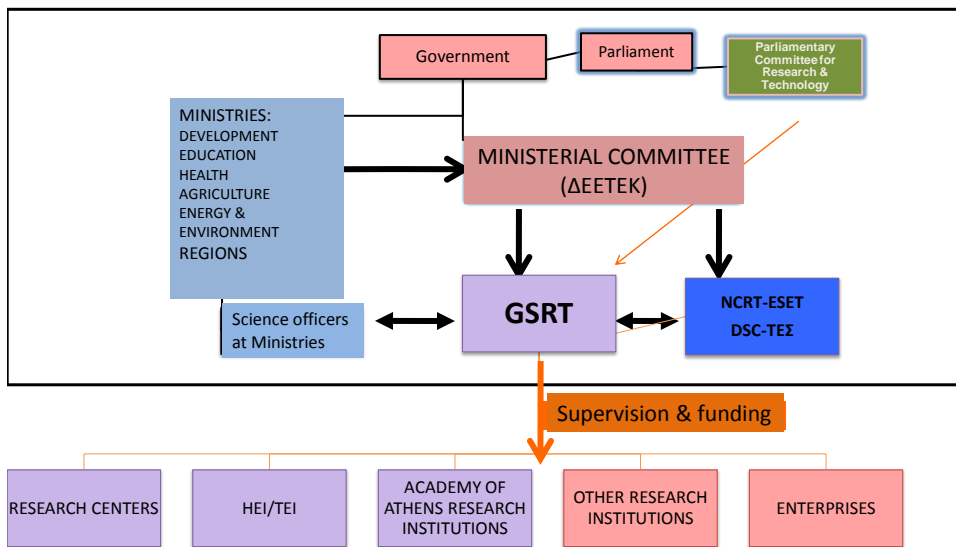 Government
Parliament
Parliamentary
Committee for
Research &
Technology
MINISTRIES:
DEVELOPMENT
EDUCATION
HEALTH
AGRICULTURE
ENERGY &
ENVIRONMENT
REGIONS
MINISTERIAL COMMITTEE
(ΔΕΕΤΕΚ)
Science officers
at Ministries
GSRT
NCRT-ESET
DSC-ΤΕΣ
Supervision & funding
RESEARCH CENTERS
HEI/TEI
ACADEMY OF
ATHENS RESEARCH
INSTITUTIONS
OTHER RESEARCH
INSTITUTIONS
ENTERPRISES